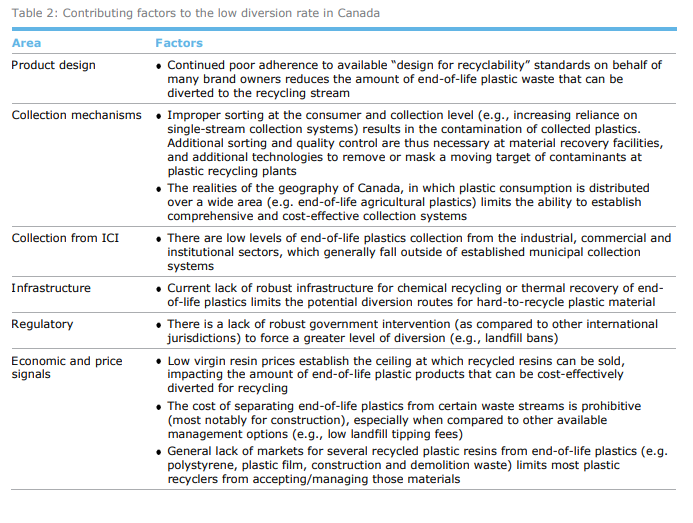 Table 2: Contributing factors to the low diversion rate in Canada
Area Factors
Product design • Continued poor adherence to available “design for recyclability” standards on behalf of
many brand owners reduces the amount of end-of-life plastic waste that can be
diverted to the recycling stream
Collection mechanisms • Improper sorting at the consumer and collection level (e.g., increasing reliance on
single-stream collection systems) results in the contamination of collected plastics.
Additional sorting and quality control are thus necessary at material recovery facilities,
and additional technologies to remove or mask a moving target of contaminants at
plastic recycling plants
• The realities of the geography of Canada, in which plastic consumption is distributed
over a wide area (e.g. end-of-life agricultural plastics) limits the ability to establish
comprehensive and cost-effective collection systems
Collection from ICI • There are low levels of end-of-life plastics collection from the industrial, commercial and
institutional sectors, which generally fall outside of established municipal collection
systems
Infrastructure • Current lack of robust infrastructure for chemical recycling or thermal recovery of end-
of-life plastics limits the potential diversion routes for hard-to-recycle plastic material
Regulatory • There is a lack of robust government intervention (as compared to other international
jurisdictions) to force a greater level of diversion (e.g., landfill bans)
Economic and price • Low virgin resin prices establish the ceiling at which recycled resins can be sold,
signals impacting the amount of end-of-life plastic products that can be cost-effectively
diverted for recycling
• The cost of separating end-of-life plastics from certain waste streams is prohibitive
(most notably for construction), especially when compared to other available
management options (e.g., low landfill tipping fees)
• General lack of markets for several recycled plastic resins from end-of-life plastics (e.g.
polystyrene, plastic film, construction and demolition waste) limits most plastic
recyclers from accepting/managing those materials